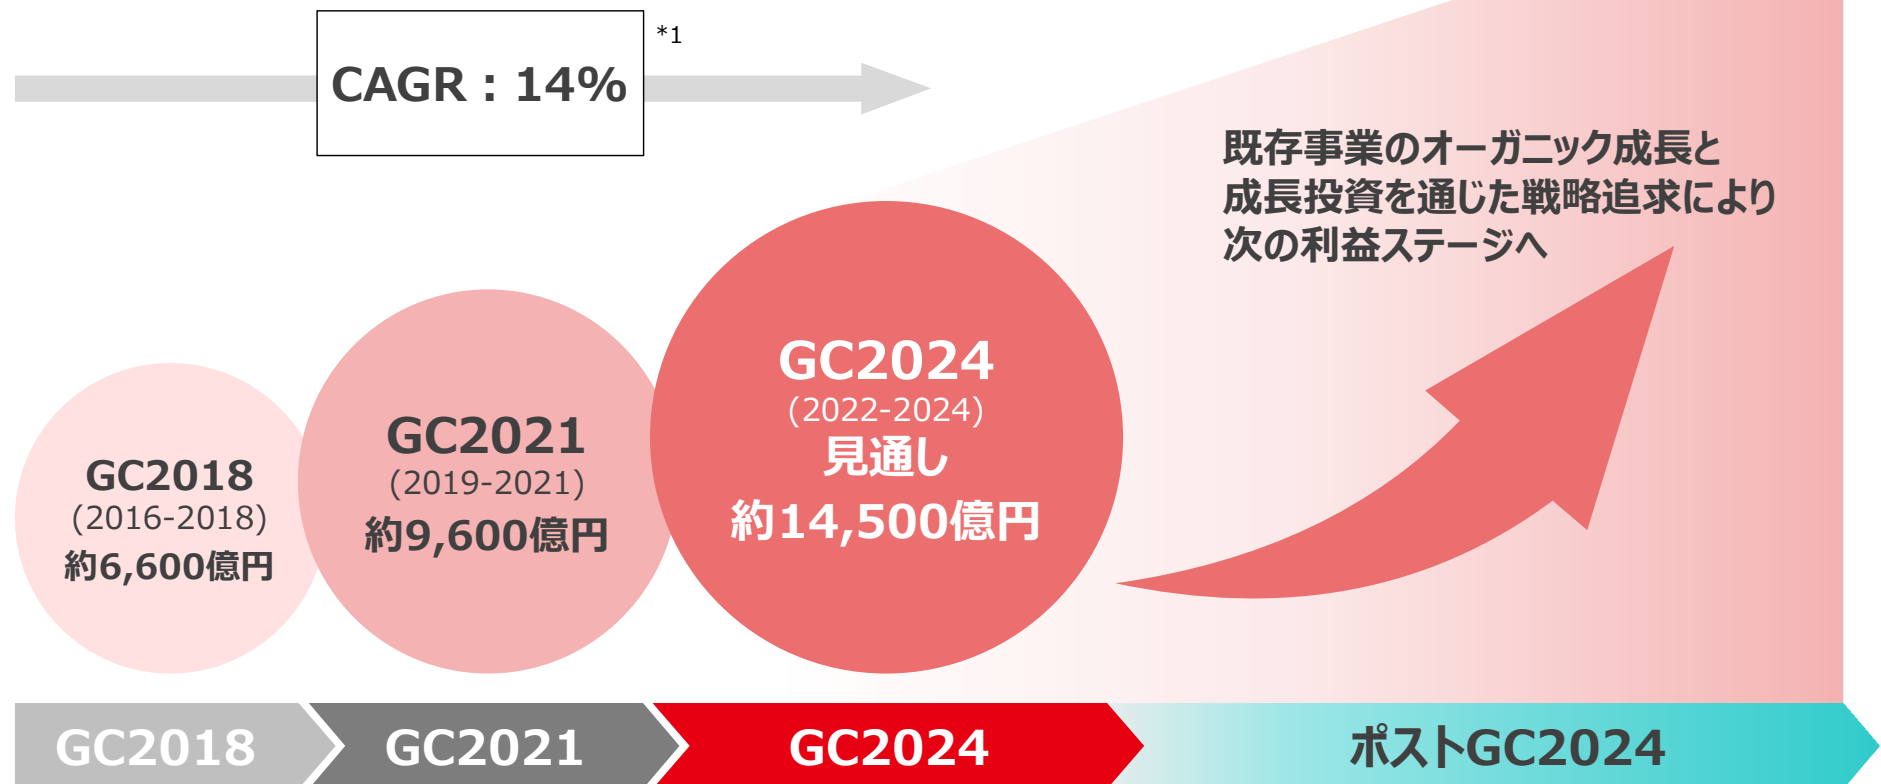 CAGR : 14%
*1
既存事業のオーガニック成長と
成長投資を通じた戦略追求により
次の利益ステージへ
GC2018
(2016-2018)
約6,600億円
GC2021
(2019-2021)
約9,600億円
GC2024
(2022-2024)
見通し
約14,500億円
GC2018
GC2021
GC2024
ポストGC2024